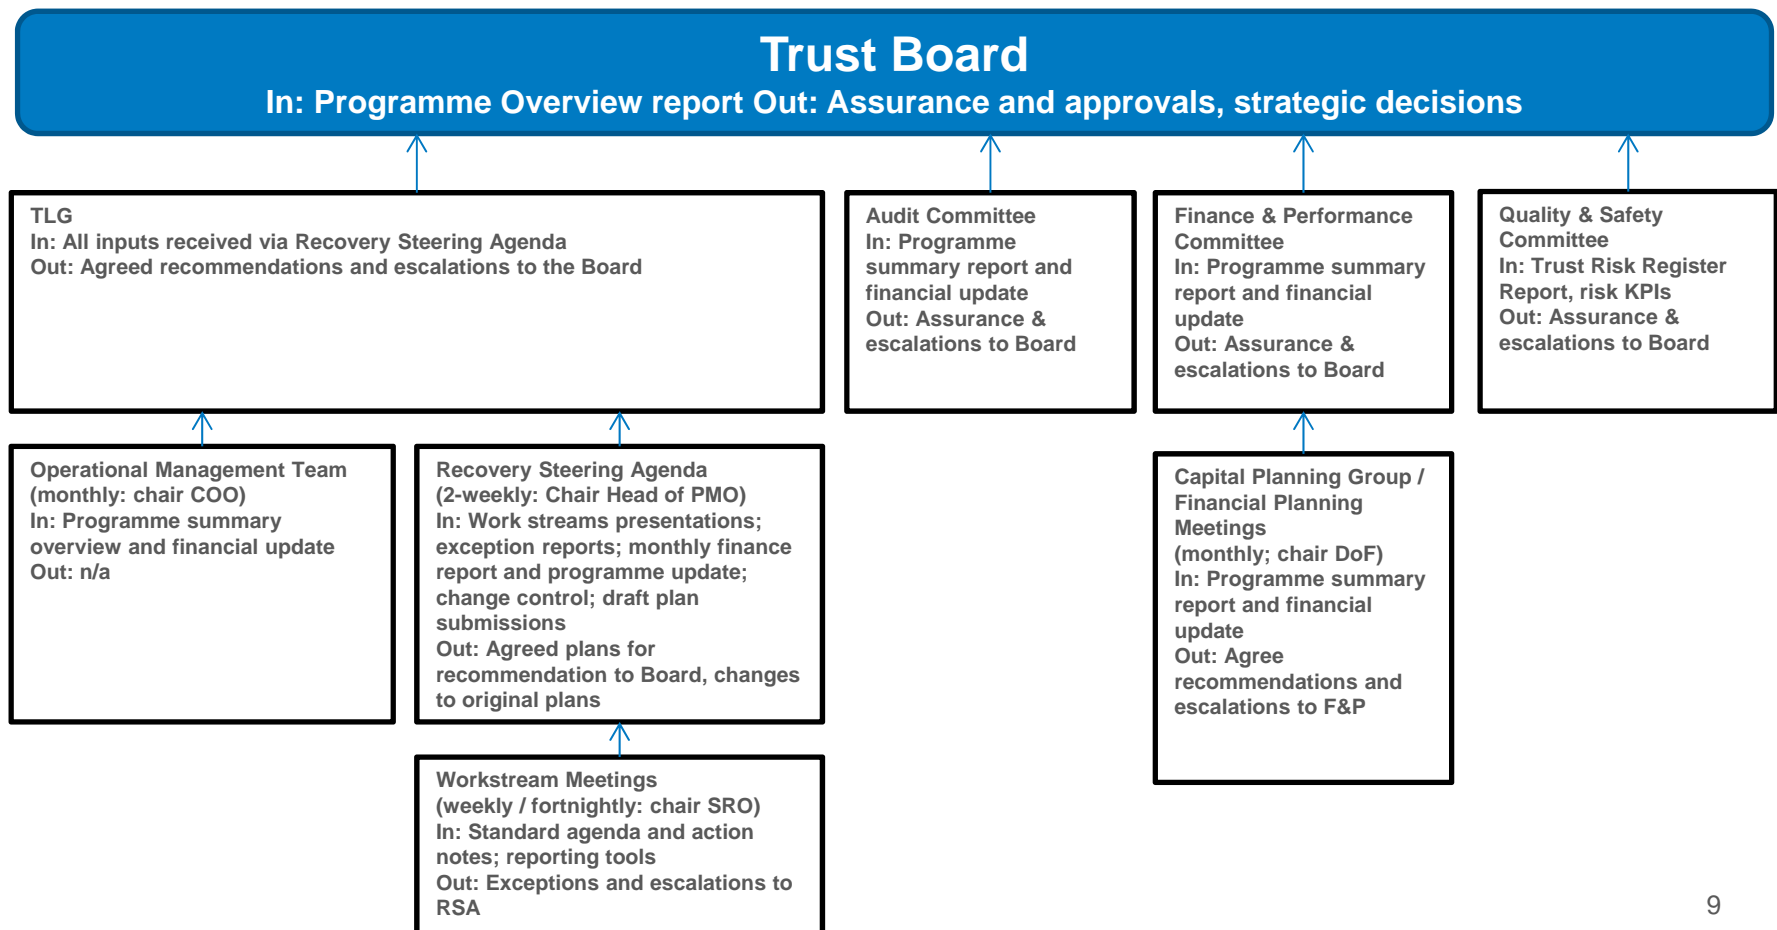 Trust Board
In: Programme Overview report Out: Assurance and approvals, strategic decisions
TLG
In: All inputs received via Recovery Steering Agenda
Out: Agreed recommendations and escalations to the Board
Audit Committee
In: Programme
summary report and
financial update
Out: Assurance &
escalations to Board
Finance & Performance
Committee
In: Programme summary
report and financial
update
Out: Assurance &
escalations to Board
Quality & Safety
Committee
In: Trust Risk Register
Report, risk KPIs
Out: Assurance &
escalations to Board
Operational Management Team
(monthly: chair COO)
In: Programme summary
overview and financial update
Out: n/a
Recovery Steering Agenda
(2-weekly: Chair Head of PMO)
In: Work streams presentations;
exception reports; monthly finance
report and programme update;
change control; draft plan
submissions
Out: Agreed plans for
recommendation to Board, changes
to original plans
Capital Planning Group /
Financial Planning
Meetings
(monthly; chair DoF)
In: Programme summary
report and financial
update
Out: Agree
recommendations and
escalations to F&P
Workstream Meetings
(weekly / fortnightly: chair SRO)
In: Standard agenda and action
notes; reporting tools
Out: Exceptions and escalations to
RSA
9